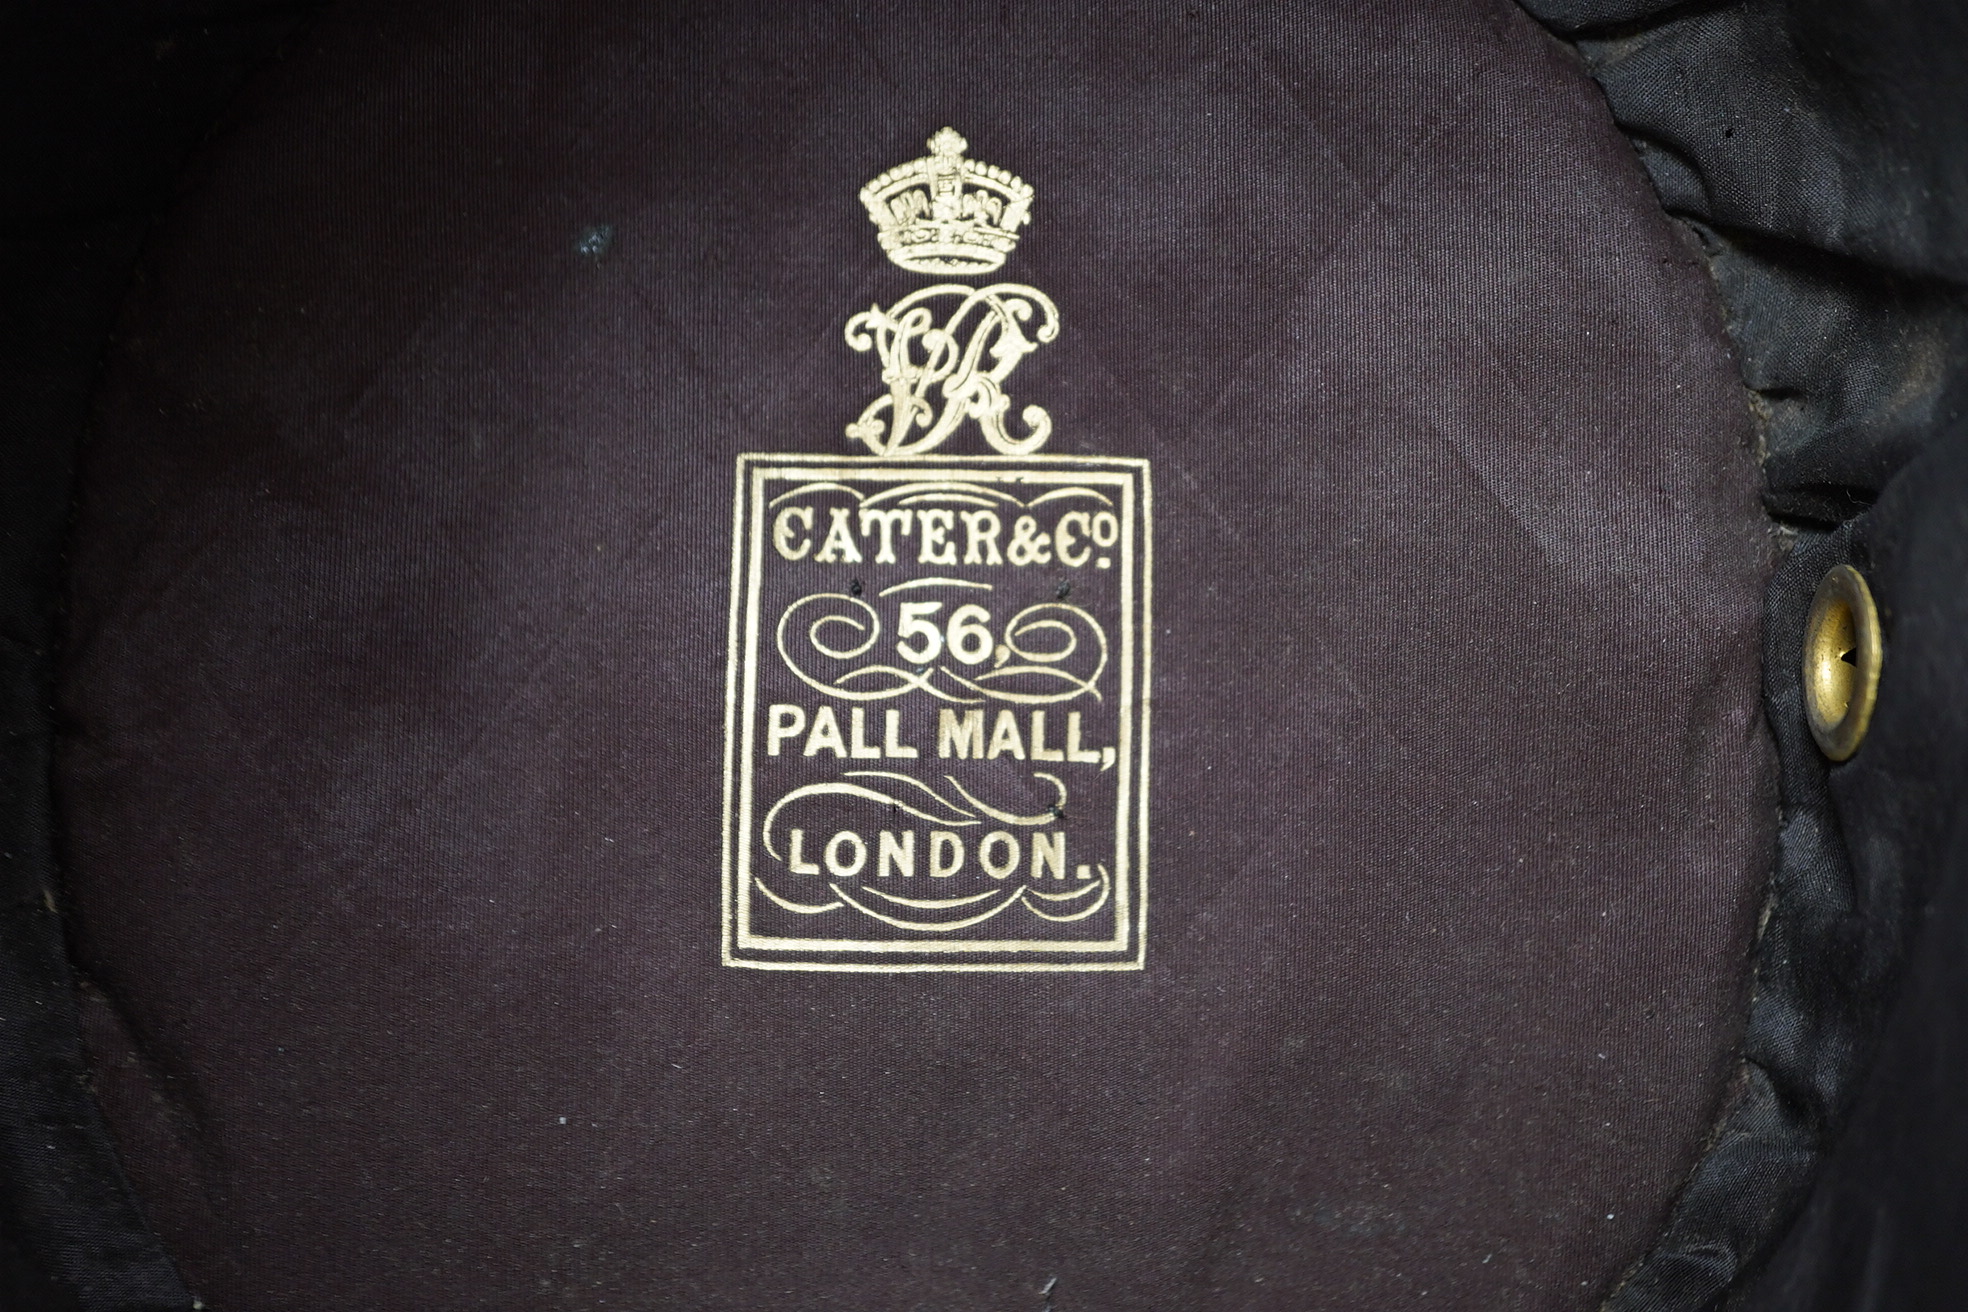 VR
CATER & Co.
56,
PALL MALL,
LONDON.